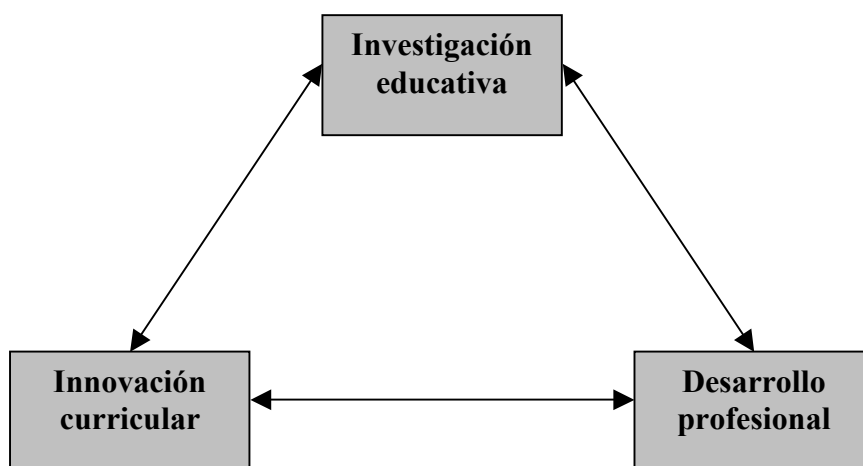 Investigación
educativa
Innovación
curricular
Desarrollo
profesional